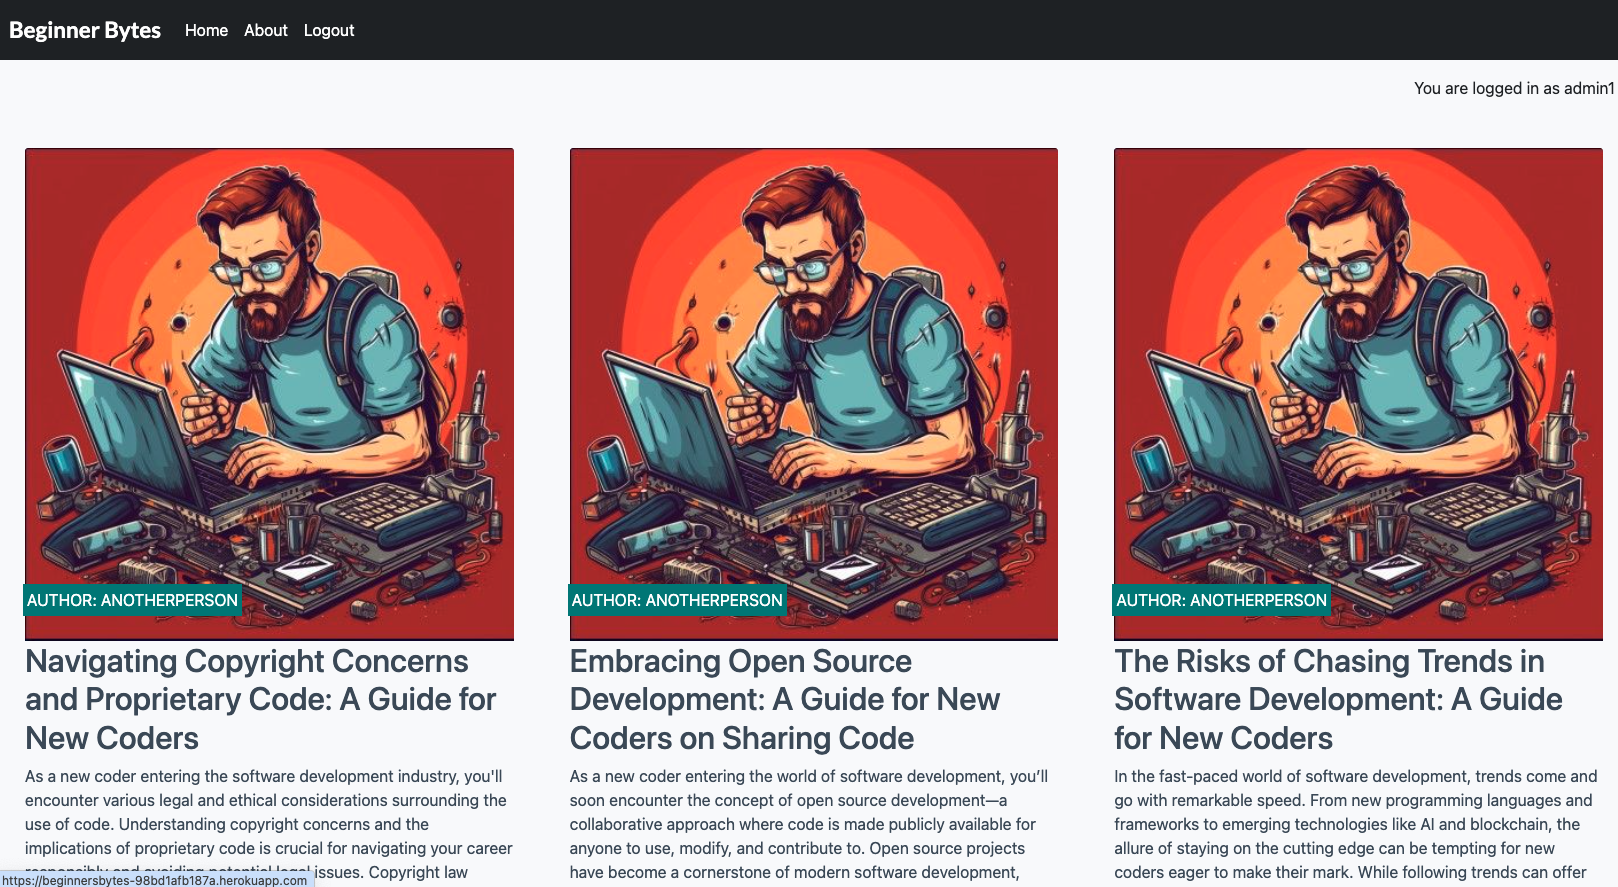 Beginner Bytes Home About Logout
You are logged in as admin1
AUTHOR: ANOTHERPERSON
Navigating Copyright Concerns
and Proprietary Code: A Guide for
New Coders
As a new coder entering the software development industry, you'll
encounter various legal and ethical considerations surrounding the
use of code. Understanding copyright concerns and the
implications of proprietary code is crucial for navigating your career
responsibly and avoiding potential legal issues. Copyright law
AUTHOR: ANOTHERPERSON
Embracing Open Source
Development: A Guide for New
Coders on Sharing Code
As a new coder entering the world of software development, you’ll
soon encounter the concept of open source development—a
collaborative approach where code is made publicly available for
anyone to use, modify, and contribute to. Open source projects
have become a cornerstone of modern software development,
AUTHOR: ANOTHERPERSON
The Risks of Chasing Trends in
Software Development: A Guide
for New Coders
In the fast-paced world of software development, trends come and
go with remarkable speed. From new programming languages and
frameworks to emerging technologies like AI and blockchain, the
allure of staying on the cutting edge can be tempting for new
coders eager to make their mark. While following trends can offer
https://beginnersbytes-98bd1afb187a.herokuapp.com